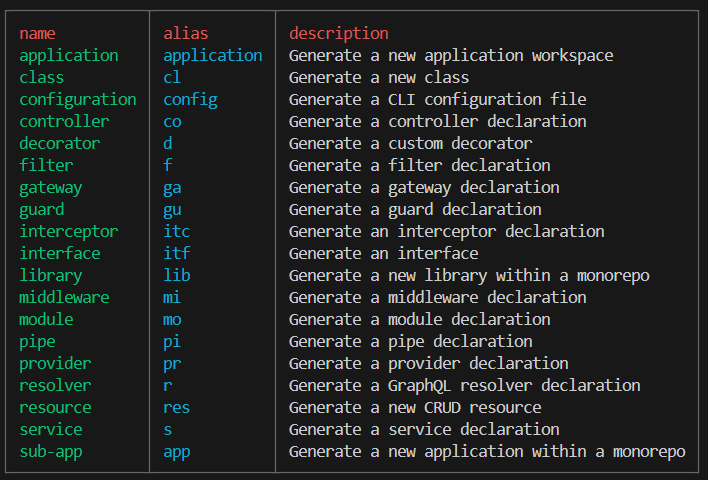 name alias description
application application Generate a new application workspace
class cl Generate a new class
configuration config Generate a CLI configuration file
controller co Generate a controller declaration
decorator d Generate a custom decorator
filter f Generate a filter declaration
gateway ga Generate a gateway declaration
guard gu Generate a guard declaration
interceptor itc Generate an interceptor declaration
interface itf Generate an interface
library lib Generate a new library within a monorepo
middleware mi Generate a middleware declaration
module mo Generate a module declaration
pipe pi Generate a pipe declaration
provider pr Generate a provider declaration
resolver r Generate a GraphQL resolver declaration
resource res Generate a new CRUD resource
service s Generate a service declaration
sub-app app Generate a new application within a monorepo